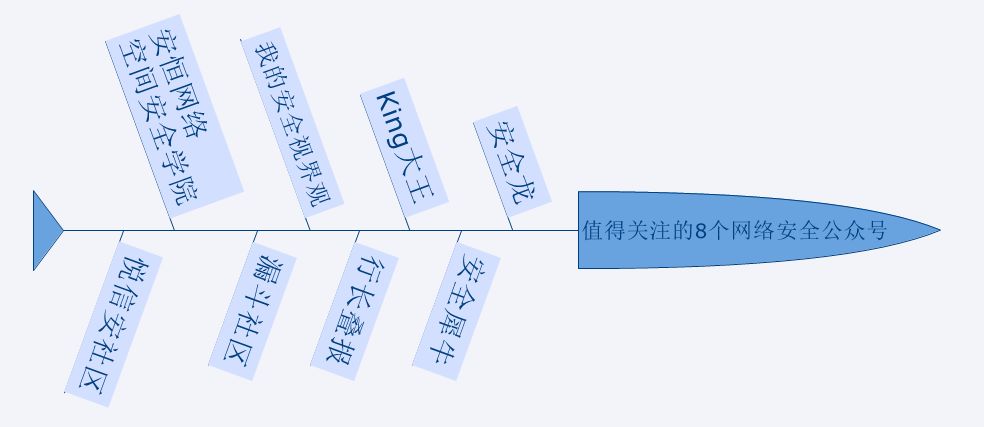 安恒网络
空间安全学院
我的安全视界观
King大王
安全龙
值得关注的8个网络安全公众号
悦信安社区
漏斗社区
行长叠报
安全犀牛